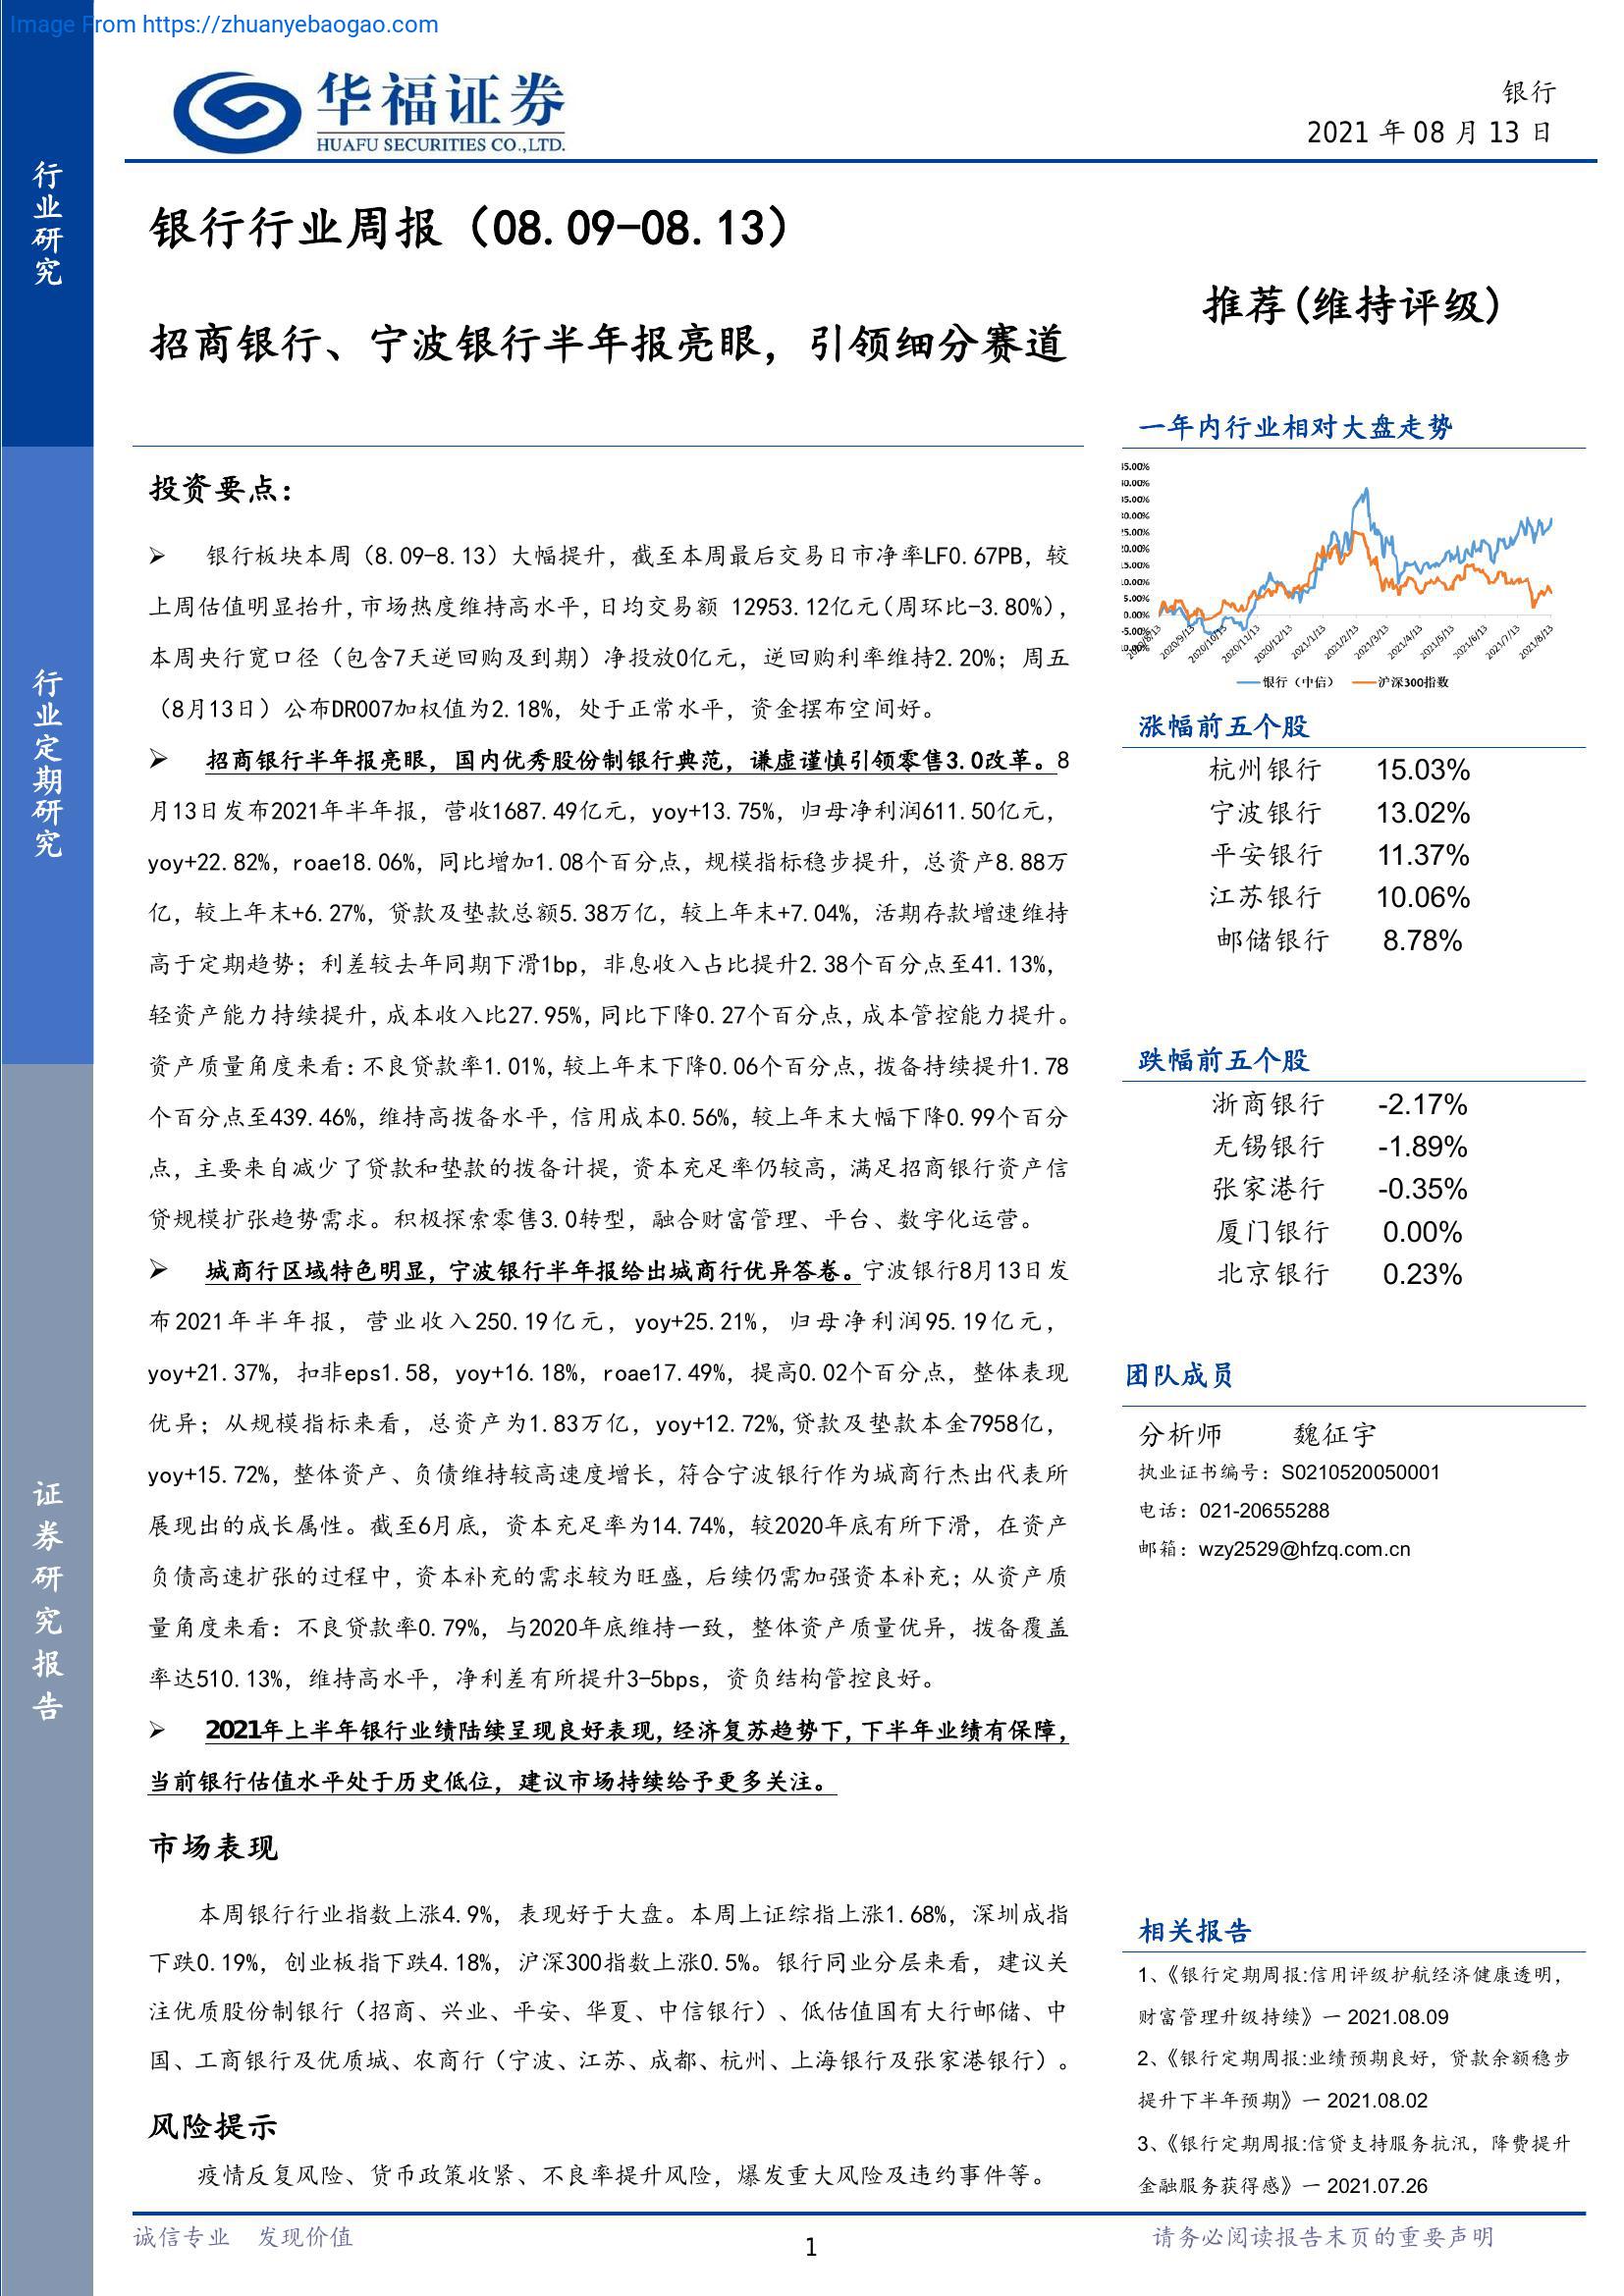 Image From https://zhuanyebaogao.com
华福证券
HUAFU SECURITIES CO.,LTD.
银行
2021 年 08 月 13 日
行业研究
行业定期研究
证券研究报告
银行行业周报（08.09-08.13）
招商银行、宁波银行半年报亮眼，引领细分赛道
投资要点：
➢ 银行板块本周（8.09-8.13）大幅提升，截至本周最后交易日市净率LF0.67PB，较
上周估值明显抬升，市场热度维持高水平，日均交易额 12953.12亿元（周环比-3.80%），
本周央行宽口径（包含7天逆回购及到期）净投放0亿元，逆回购利率维持2.20%；周五
（8月13日）公布DR007加权值为2.18%，处于正常水平，资金摆布空间好。
➢ 招商银行半年报亮眼，国内优秀股份制银行典范，谦虚谨慎引领零售3.0改革。8
月13日发布2021年半年报，营收1687.49亿元，yoy+13.75%，归母净利润611.50亿元，
yoy+22.82%，roae18.06%，同比增加1.08个百分点，规模指标稳步提升，总资产8.88万
亿，较上年末+6.27%，贷款及垫款总额5.38万亿，较上年末+7.04%，活期存款增速维持
高于定期趋势；利差较去年同期下滑1bp，非息收入占比提升2.38个百分点至41.13%，
轻资产能力持续提升，成本收入比27.95%，同比下降0.27个百分点，成本管控能力提升。
资产质量角度来看：不良贷款率1.01%，较上年末下降0.06个百分点，拨备持续提升1.78
个百分点至439.46%，维持高拨备水平，信用成本0.56%，较上年末大幅下降0.99个百分
点，主要来自减少了贷款和垫款的拨备计提，资本充足率仍较高，满足招商银行资产信
贷规模扩张趋势需求。积极探索零售3.0转型，融合财富管理、平台、数字化运营。
➢ 城商行区域特色明显，宁波银行半年报给出城商行优异答卷。宁波银行8月13日发
布2021年半年报，营业收入250.19亿元，yoy+25.21%，归母净利润95.19亿元，
yoy+21.37%，扣非eps1.58，yoy+16.18%，roae17.49%，提高0.02个百分点，整体表现
优异；从规模指标来看，总资产为1.83万亿，yoy+12.72%,贷款及垫款本金7958亿，
yoy+15.72%，整体资产、负债维持较高速度增长，符合宁波银行作为城商行杰出代表所
展现出的成长属性。截至6月底，资本充足率为14.74%，较2020年底有所下滑，在资产
负债高速扩张的过程中，资本补充的需求较为旺盛，后续仍需加强资本补充；从资产质
量角度来看：不良贷款率0.79%，与2020年底维持一致，整体资产质量优异，拨备覆盖
率达510.13%，维持高水平，净利差有所提升3-5bps，资负结构管控良好。
➢ 2021年上半年银行业绩陆续呈现良好表现，经济复苏趋势下，下半年业绩有保障，
当前银行估值水平处于历史低位，建议市场持续给予更多关注。
市场表现
本周银行行业指数上涨4.9%，表现好于大盘。本周上证综指上涨1.68%，深圳成指
下跌0.19%，创业板指下跌4.18%，沪深300指数上涨0.5%。银行同业分层来看，建议关
注优质股份制银行（招商、兴业、平安、华夏、中信银行）、低估值国有大行邮储、中
国、工商银行及优质城、农商行（宁波、江苏、成都、杭州、上海银行及张家港银行）。
风险提示
疫情反复风险、货币政策收紧、不良率提升风险，爆发重大风险及违约事件等。
推荐(维持评级)
一年内行业相对大盘走势
5.00%
0.00%
5.00%
0.00%
25.00%
20.00%
5.00%
0.00%
5.00%
0.00%
-5.00%
2020/9/13
2020/10/13
2020/11/13
2020/12/13
2021/1/13
2021/2/13
2021/3/13
2021/4/13
2021/5/13
2021/6/13
2021/7/13
2021/8/13
银行（中信） 沪深300指数
涨幅前五个股
杭州银行 15.03%
宁波银行 13.02%
平安银行 11.37%
江苏银行 10.06%
邮储银行 8.78%
跌幅前五个股
浙商银行 -2.17%
无锡银行 -1.89%
张家港行 -0.35%
厦门银行 0.00%
北京银行 0.23%
团队成员
分析师 魏征宇
执业证书编号：S0210520050001
电话：021-20655288
邮箱：wzy2529@hfzq.com.cn
相关报告
1、《银行定期周报:信用评级护航经济健康透明，
财富管理升级持续》一 2021.08.09
2、《银行定期周报:业绩预期良好，贷款余额稳步
提升下半年预期》一 2021.08.02
3、《银行定期周报:信贷支持服务抗汛，降费提升
金融服务获得感》一 2021.07.26
诚信专业 发现价值
1
请务必阅读报告末页的重要声明